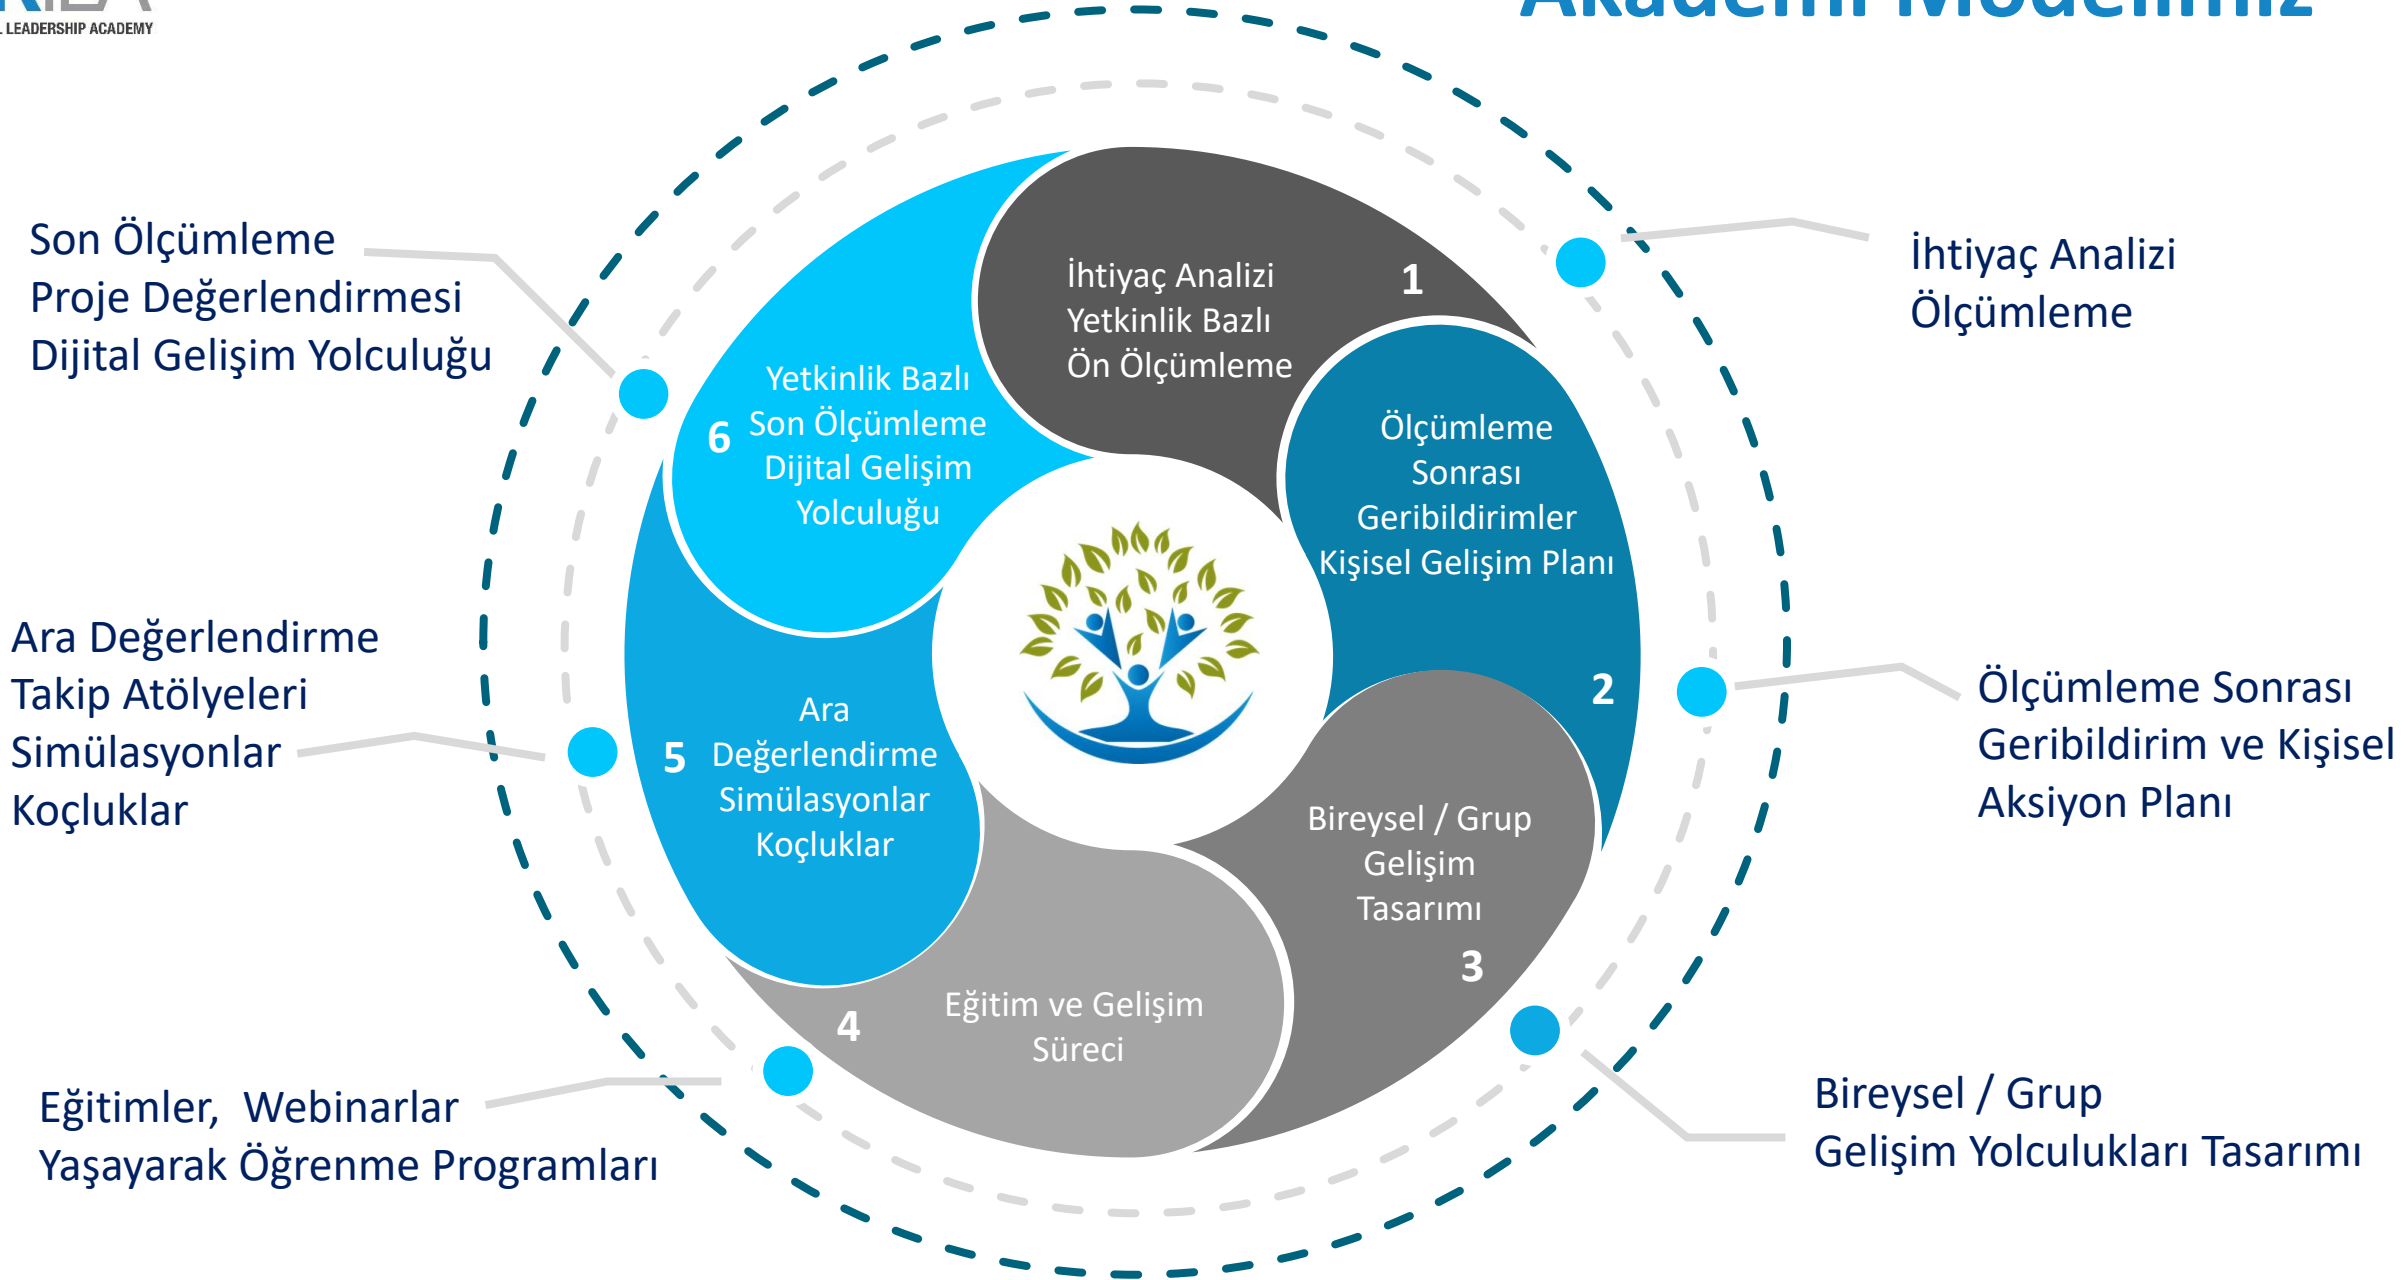 LEADERSHIP ACADEMY
Akademi Modelimiz
İhtiyaç Analizi
Yetkinlik Bazlı
Ön Ölçümleme
1
Ölçümleme
Sonrası
Geribildirimler
Kişisel Gelişim Planı
2
Bireysel / Grup
Gelişim
Tasarımı
3
Eğitim ve Gelişim
Süreci
4
Ara
Değerlendirme
Simülasyonlar
Koçluklar
5
Yetkinlik Bazlı
Son Ölçümleme
Dijital Gelişim
Yolculuğu
6
İhtiyaç Analizi
Ölçümleme
Ölçümleme Sonrası
Geribildirim ve Kişisel
Aksiyon Planı
Bireysel / Grup
Gelişim Yolculukları Tasarımı
Eğitimler, Webinarlar
Yaşayarak Öğrenme Programları
Ara Değerlendirme
Takip Atölyeleri
Simülasyonlar
Koçluklar
Son Ölçümleme
Proje Değerlendirmesi
Dijital Gelişim Yolculuğu